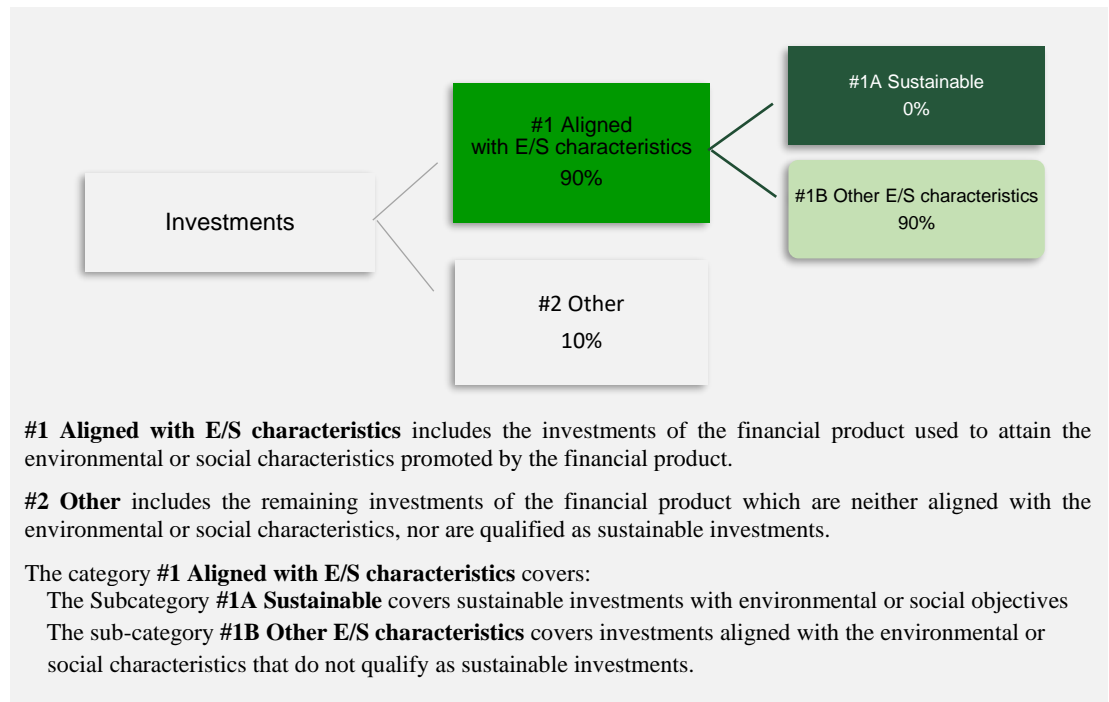 Investments
#1 Aligned
with E/S characteristics
90%
#2 Other
10%
#1A Sustainable
0%
#1B Other E/S characteristics
90%
#1 Aligned with E/S characteristics includes the investments of the financial product used to attain the
environmental or social characteristics promoted by the financial product.
#2 Other includes the remaining investments of the financial product which are neither aligned with the
environmental or social characteristics, nor are qualified as sustainable investments.
The category #1 Aligned with E/S characteristics covers:
The Subcategory #1A Sustainable covers sustainable investments with environmental or social objectives
The sub-category #1B Other E/S characteristics covers investments aligned with the environmental or
social characteristics that do not qualify as sustainable investments.